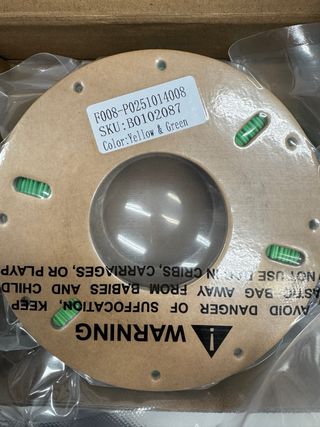 F008-P0251014008
SKU:B0102087
Color:Yellow & Green
WARNING
AVOID DANGER OF SUFFOCATION, KEEP
ASTIC BAG AWAY FROM BABIES AND CHILD
NOT USE IN CRIBS, CARRIAGES, OR PLAYP